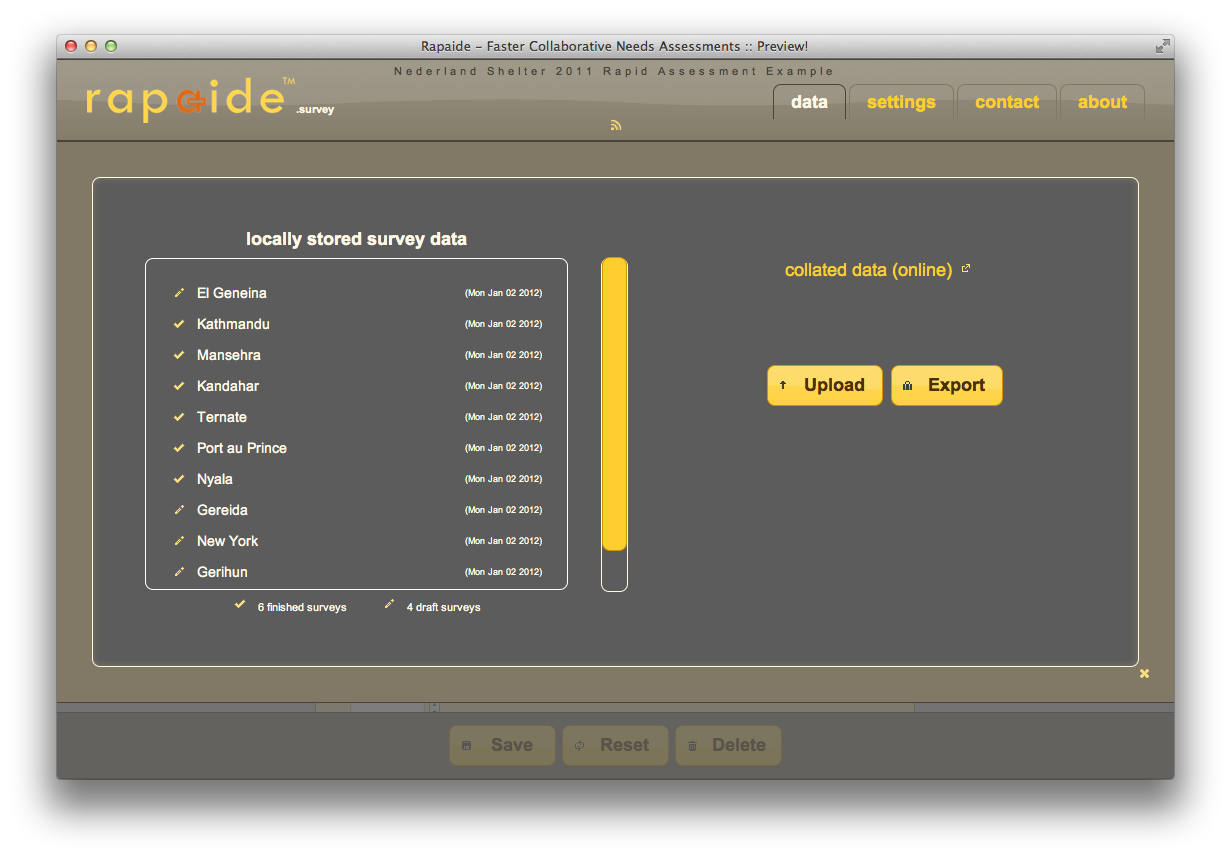 Rapaide – Faster Collaborative Needs Assessments :: Preview!
Nederland Shelter 2011 Rapid Assessment Example
rapaide™ .survey
data settings contact about
locally stored survey data
collated data (online)
El Geneina (Mon Jan 02 2012)
Kathmandu (Mon Jan 02 2012)
Mansehra (Mon Jan 02 2012)
Kandahar (Mon Jan 02 2012)
Ternate (Mon Jan 02 2012)
Port au Prince (Mon Jan 02 2012)
Nyala (Mon Jan 02 2012)
Gereida (Mon Jan 02 2012)
New York (Mon Jan 02 2012)
Gerihun (Mon Jan 02 2012)
6 finished surveys 4 draft surveys
Upload Export
Save Reset Delete